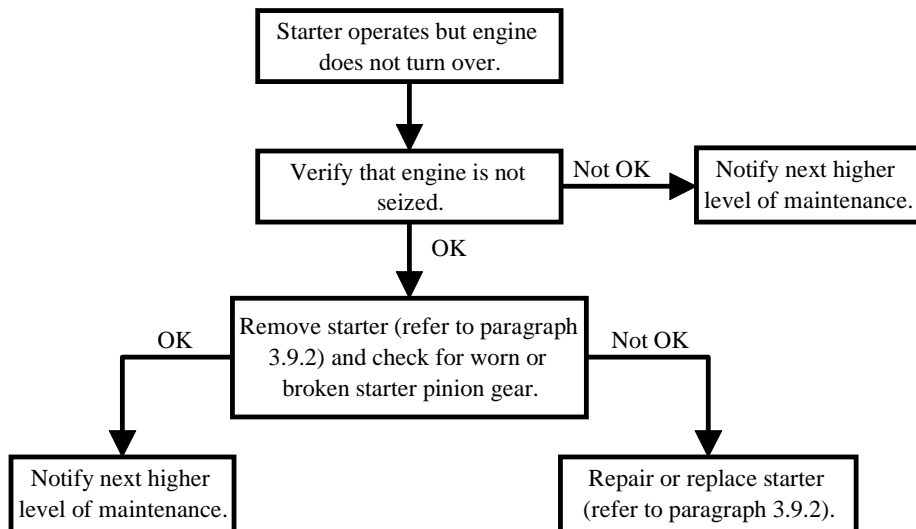 Starter operates but engine
does not turn over.
Verify that engine is not
seized.
Not OK
Notify next higher
level of maintenance.
OK
Remove starter (refer to paragraph
3.9.2) and check for worn or
broken starter pinion gear.
OK
Not OK
Notify next higher
level of maintenance.
Repair or replace starter
(refer to paragraph 3.9.2).